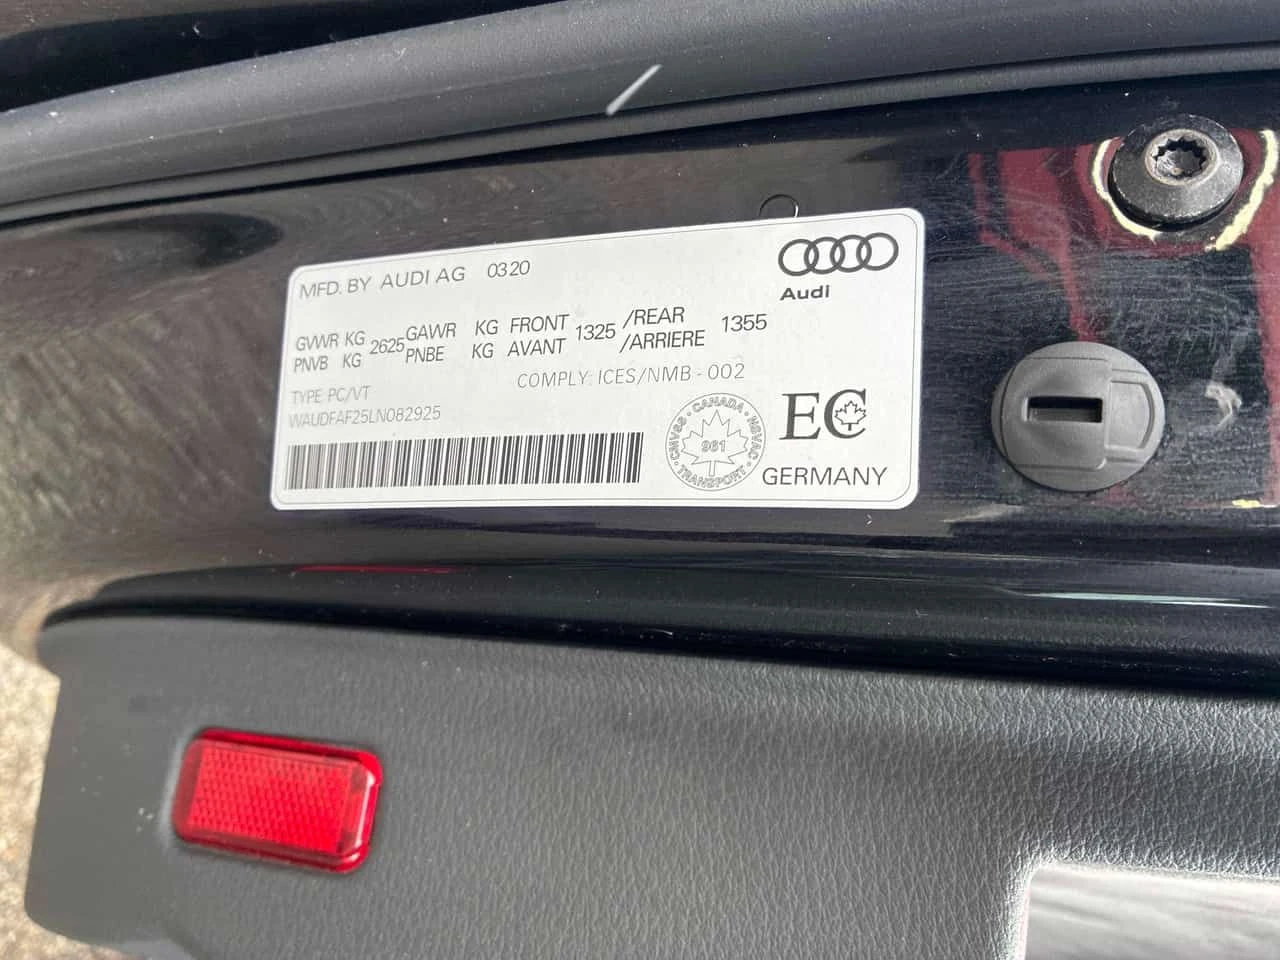 MFD. BY AUDI AG 0320
Audi
GVWR KG 2625 GAWR KG FRONT 1325 /REAR 1355
PNVB KG PNBE KG AVANT /ARRIERE
COMPLY: ICES/NMB - 002
TYPE PC/VT
WAUDFAF25LN082925
CANADA • NSVAC • TRANSPORT • CMVSS
961
EC
GERMANY